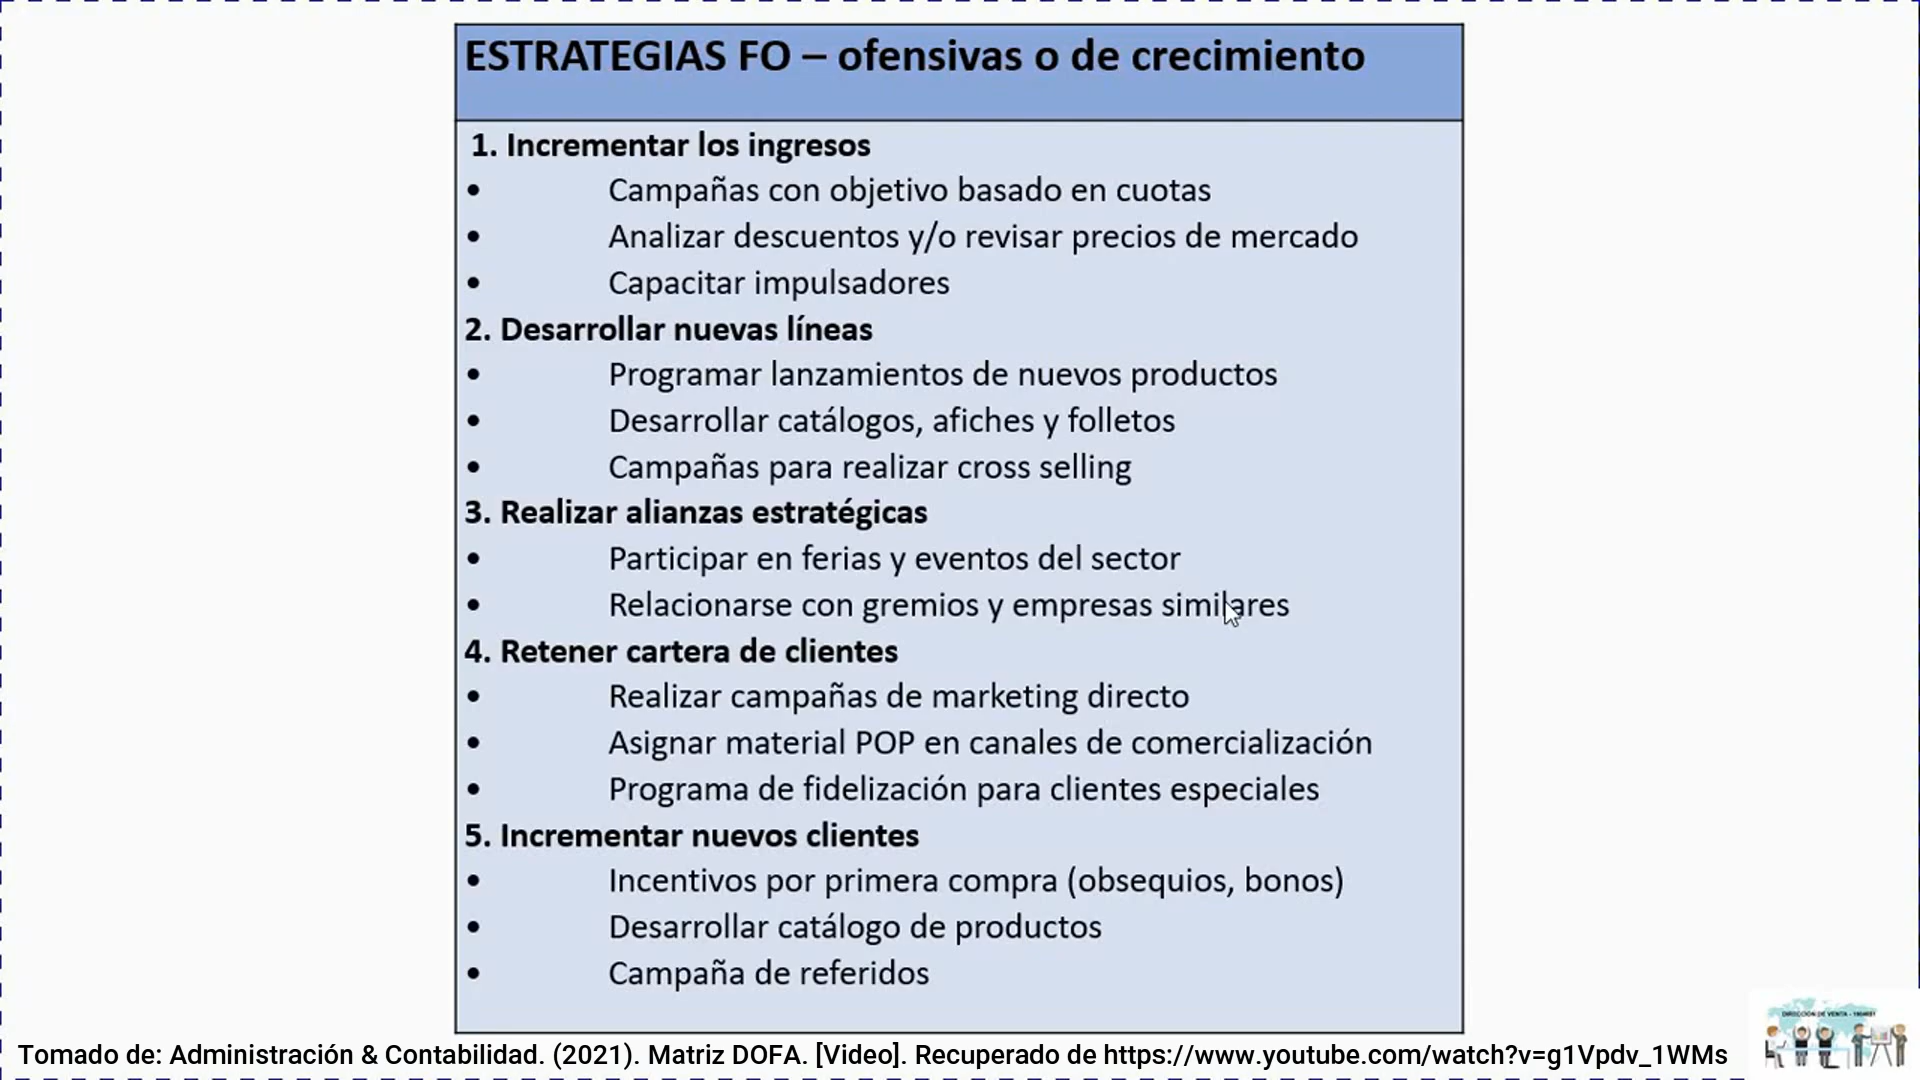 ESTRATEGIAS FO – ofensivas o de crecimiento
1. Incrementar los ingresos
• Campañas con objetivo basado en cuotas
• Analizar descuentos y/o revisar precios de mercado
• Capacitar impulsadores
2. Desarrollar nuevas líneas
• Programar lanzamientos de nuevos productos
• Desarrollar catálogos, afiches y folletos
• Campañas para realizar cross selling
3. Realizar alianzas estratégicas
• Participar en ferias y eventos del sector
• Relacionarse con gremios y empresas similares
4. Retener cartera de clientes
• Realizar campañas de marketing directo
• Asignar material POP en canales de comercialización
• Programa de fidelización para clientes especiales
5. Incrementar nuevos clientes
• Incentivos por primera compra (obsequios, bonos)
• Desarrollar catálogo de productos
• Campaña de referidos
DIRECCIÓN DE VENTA -
Tomado de: Administración & Contabilidad. (2021). Matriz DOFA. [Video]. Recuperado de https://www.youtube.com/watch?v=g1Vpdv_1WMs